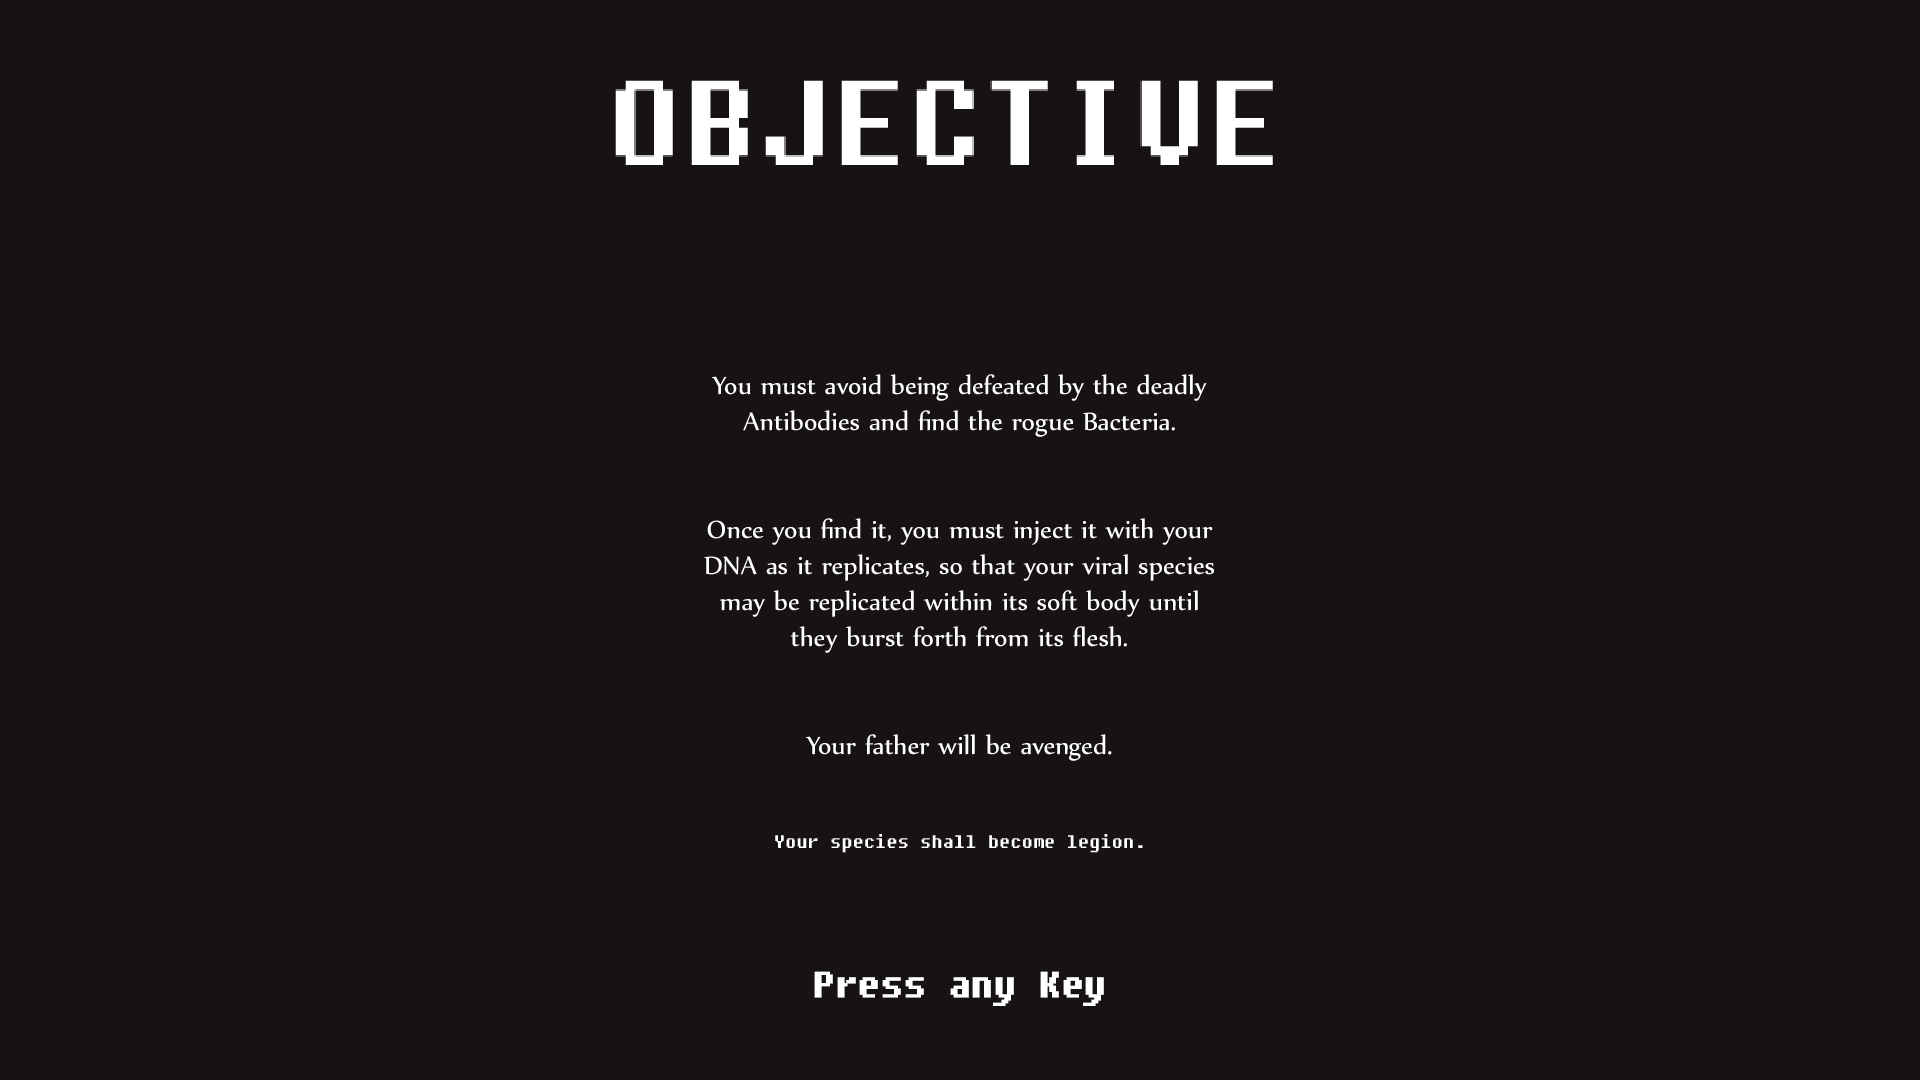 OBJECTIVE
You must avoid being defeated by the deadly
Antibodies and find the rogue Bacteria.
Once you find it, you must inject it with your
DNA as it replicates, so that your viral species
may be replicated within its soft body until
they burst forth from its flesh.
Your father will be avenged.
Your species shall become legion.
Press any Key